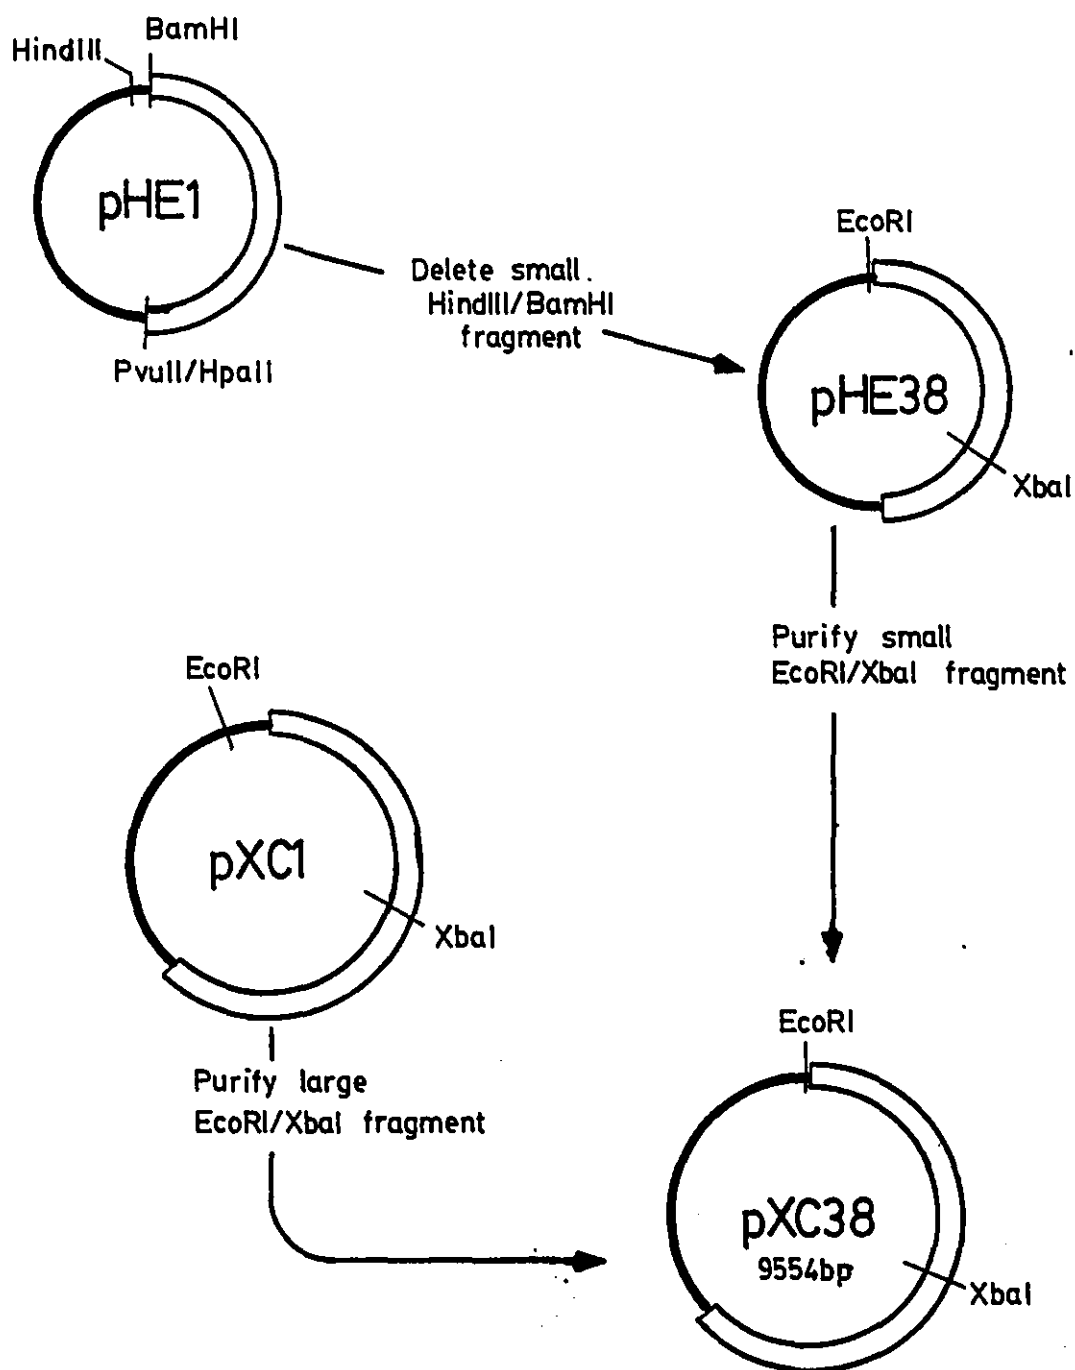 BamHI
HindIII
pHE1
PvuII/HpaII
Delete small.
HindIII/BamHI
fragment
EcoRI
pHE38
XbaI
Purify small
EcoRI/XbaI fragment
EcoRI
pXC1
XbaI
Purify large
EcoRI/XbaI fragment
EcoRI
pXC38
9554bp
XbaI